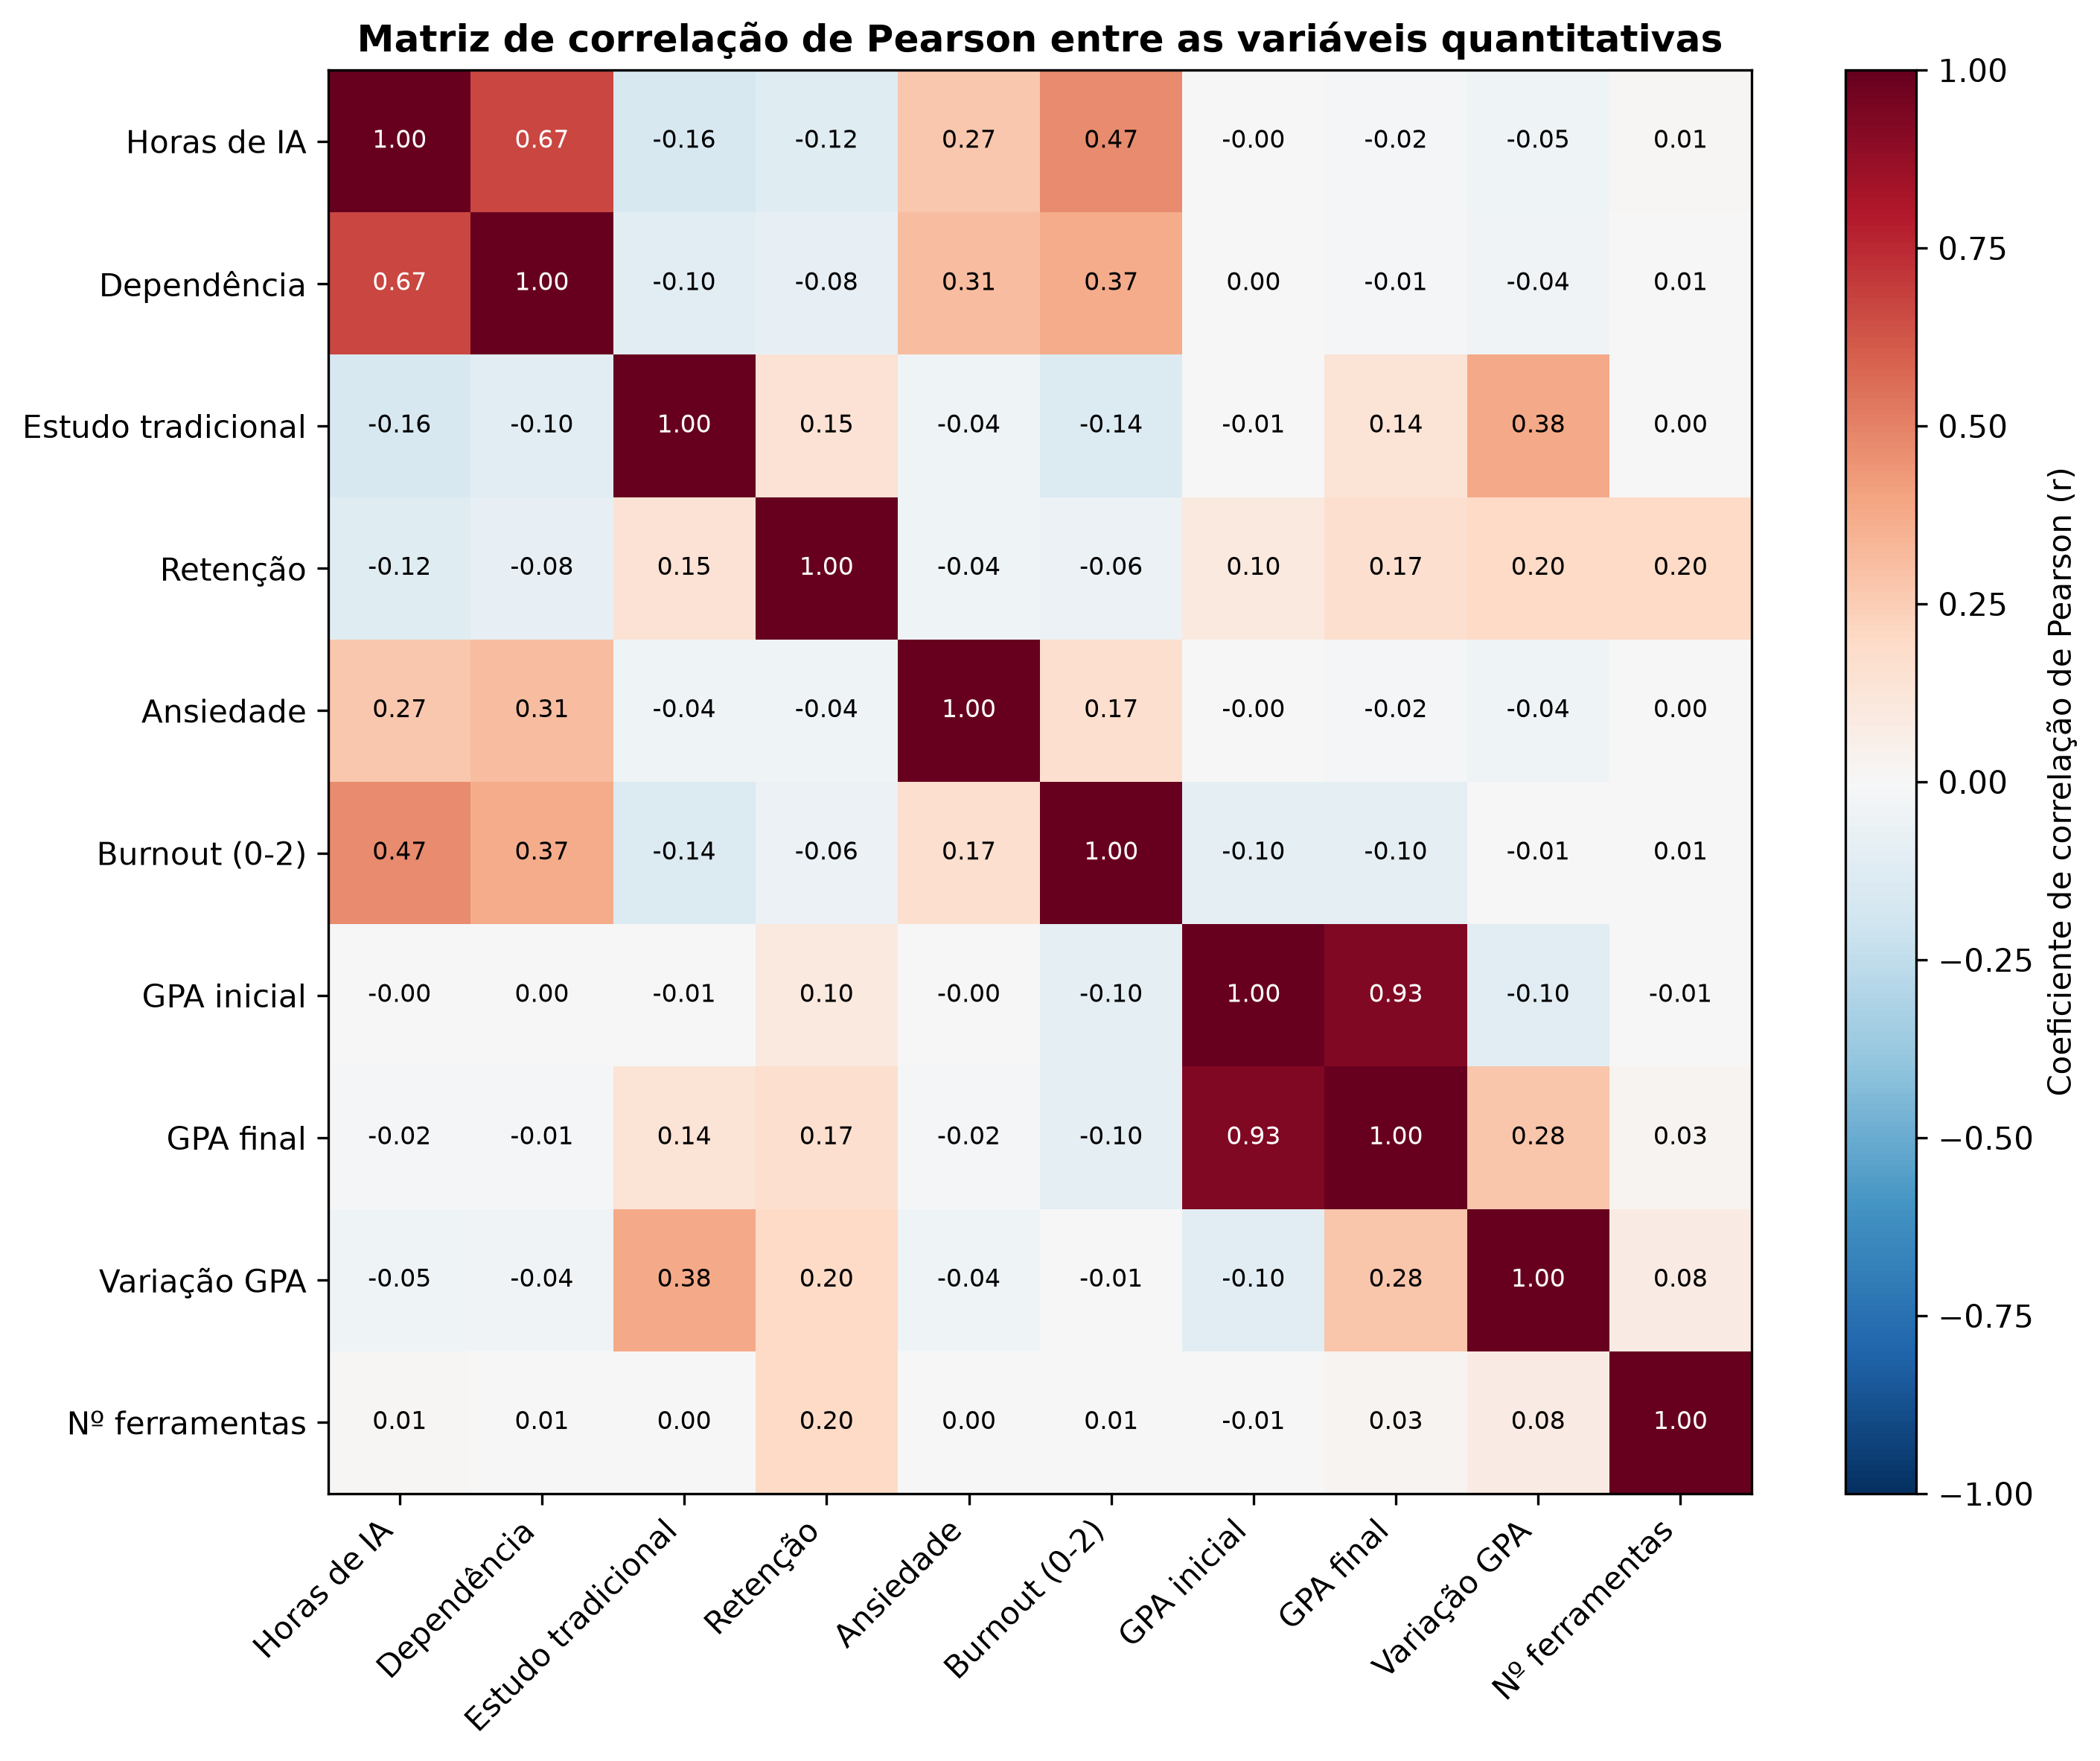 Matriz de correlação de Pearson entre as variáveis quantitativas
Horas de IA 1.00 0.67 -0.16 -0.12 0.27 0.47 -0.00 -0.02 -0.05 0.01
Dependência 0.67 1.00 -0.10 -0.08 0.31 0.37 0.00 -0.01 -0.04 0.01
Estudo tradicional -0.16 -0.10 1.00 0.15 -0.04 -0.14 -0.01 0.14 0.38 0.00
Retenção -0.12 -0.08 0.15 1.00 -0.04 -0.06 0.10 0.17 0.20 0.20
Ansiedade 0.27 0.31 -0.04 -0.04 1.00 0.17 -0.00 -0.02 -0.04 0.00
Burnout (0-2) 0.47 0.37 -0.14 -0.06 0.17 1.00 -0.10 -0.10 -0.01 0.01
GPA inicial -0.00 0.00 -0.01 0.10 -0.00 -0.10 1.00 0.93 -0.10 -0.01
GPA final -0.02 -0.01 0.14 0.17 -0.02 -0.10 0.93 1.00 0.28 0.03
Variação GPA -0.05 -0.04 0.38 0.20 -0.04 -0.01 -0.10 0.28 1.00 0.08
Nº ferramentas 0.01 0.01 0.00 0.20 0.00 0.01 -0.01 0.03 0.08 1.00
Horas de IA
Dependência
Estudo tradicional
Retenção
Ansiedade
Burnout (0-2)
GPA inicial
GPA final
Variação GPA
Nº ferramentas
1.00
0.75
0.50
0.25
0.00
−0.25
−0.50
−0.75
−1.00
Coeficiente de correlação de Pearson (r)